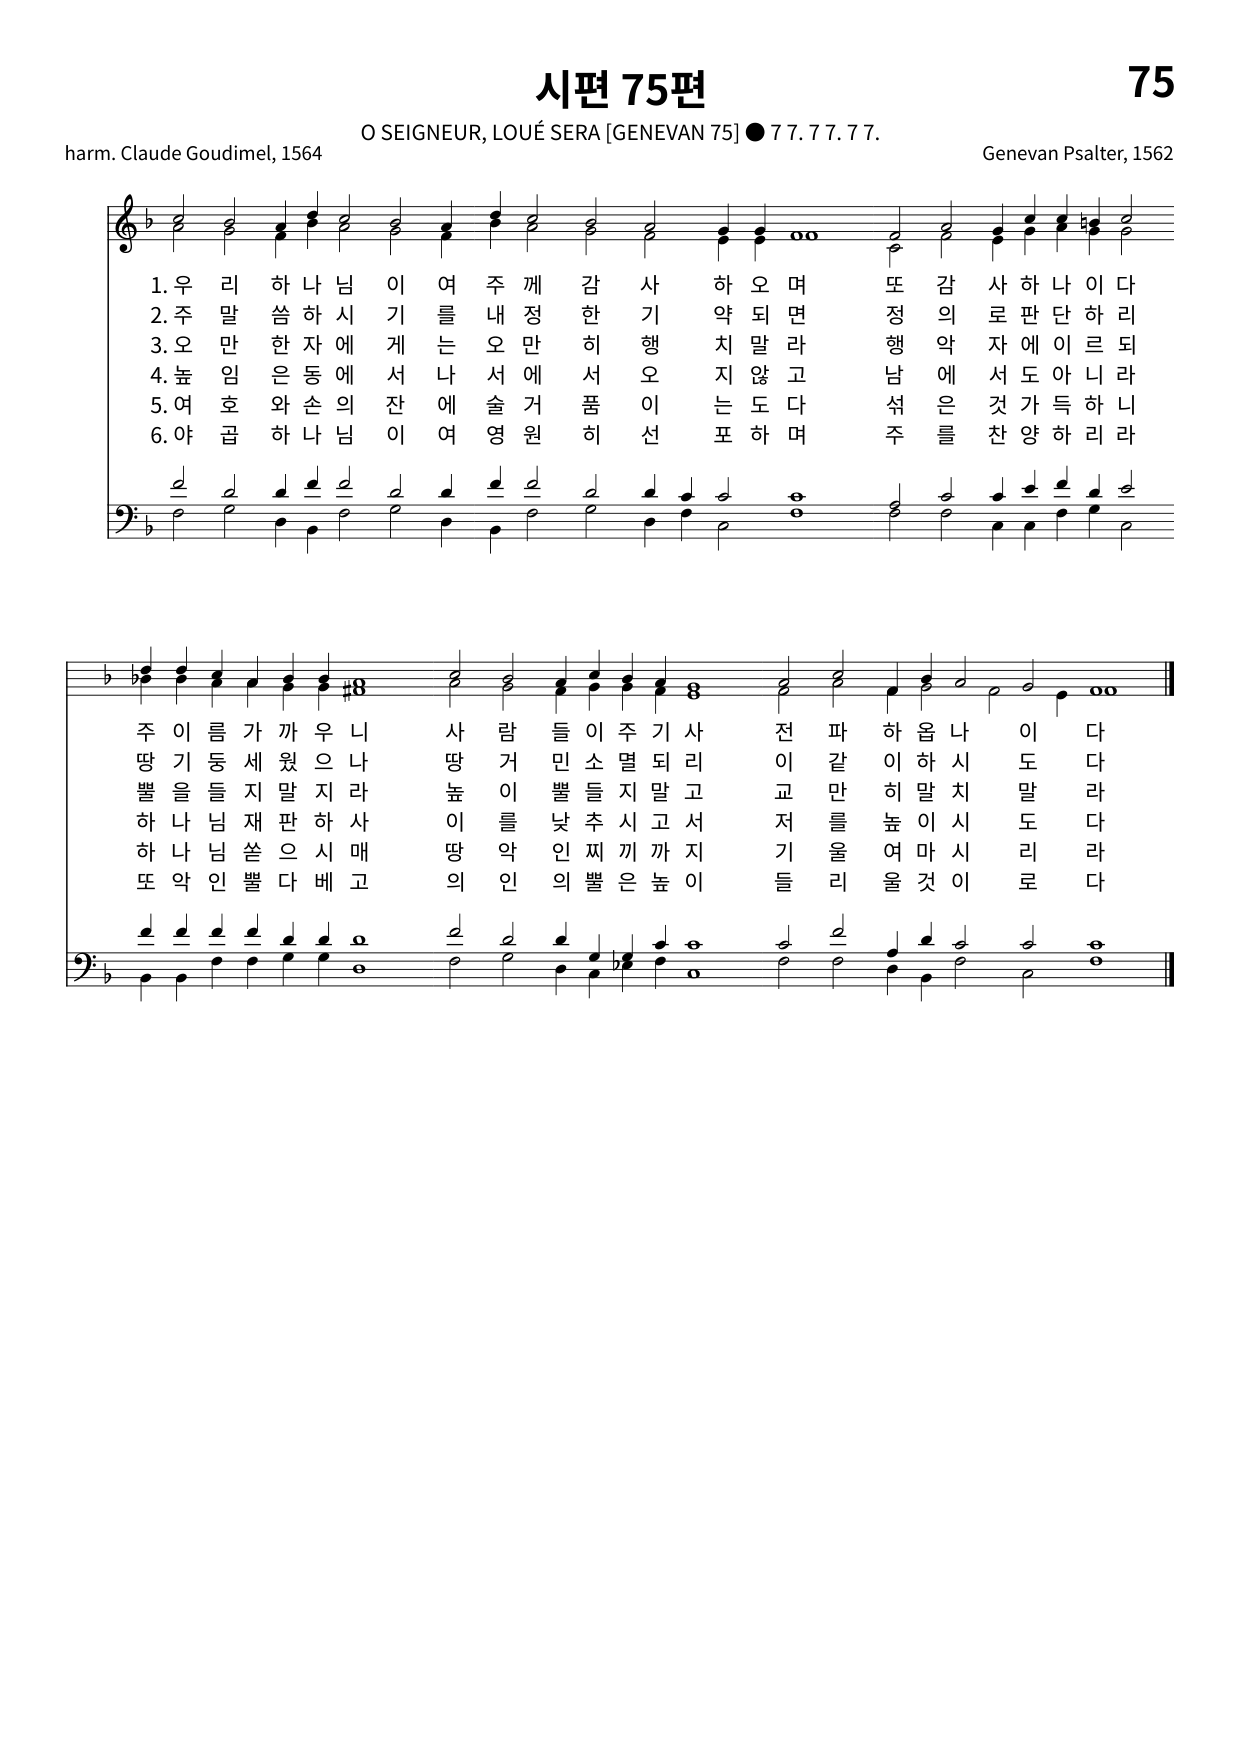 시편 75편
75
O SEIGNEUR, LOUÉ SERA [GENEVAN 75] ● 7 7. 7 7. 7 7.
harm. Claude Goudimel, 1564
Genevan Psalter, 1562
1. 우 리 하 나 님 이 여 주 께 감 사 하 오 며 또 감 사 하 나 이 다
2. 주 말 씀 하 시 기 를 내 정 한 기 약 되 면 정 의 로 판 단 하 리
3. 오 만 한 자 에 게 는 오 만 히 행 치 말 라 행 악 자 에 이 르 되
4. 높 임 은 동 에 서 나 서 에 서 오 지 않 고 남 에 서 도 아 니 라
5. 여 호 와 손 의 잔 에 술 거 품 이 는 도 다 섞 은 것 가 득 하 니
6. 야 곱 하 나 님 이 여 영 원 히 선 포 하 며 주 를 찬 양 하 리 라
주 이 름 가 까 우 니 사 람 들 이 주 기 사 전 파 하 옵 나 이 다
땅 기 둥 세 웠 으 나 땅 거 민 소 멸 되 리 이 같 이 하 시 도 다
뿔 을 들 지 말 지 라 높 이 뿔 들 지 말 고 교 만 히 말 치 말 라
하 나 님 재 판 하 사 이 를 낮 추 시 고 서 저 를 높 이 시 도 다
하 나 님 쏟 으 시 매 땅 악 인 찌 끼 까 지 기 울 여 마 시 리 라
또 악 인 뿔 다 베 고 의 인 의 뿔 은 높 이 들 리 울 것 이 로 다